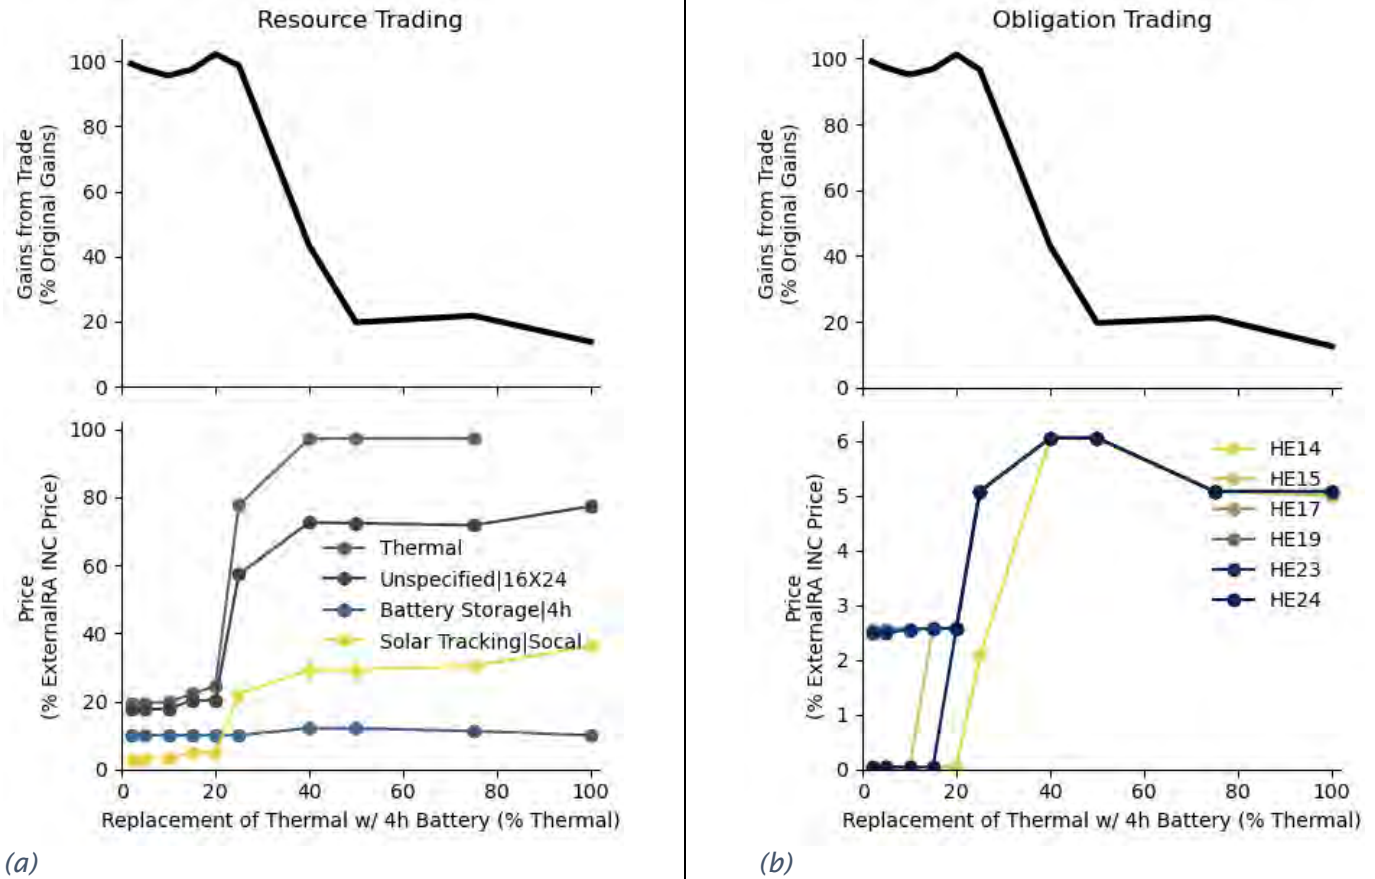 Resource Trading
Gains from Trade
(% Original Gains)
100
80
60
40
20
0
Price
(% ExternalRA INC Price)
100
80
60
40
20
0
Thermal
Unspecified|16X24
Battery Storage|4h
Solar Tracking|Socal
0 20 40 60 80 100
Replacement of Thermal w/ 4h Battery (% Thermal)
(a)
Obligation Trading
Gains from Trade
(% Original Gains)
100
80
60
40
20
0
Price
(% ExternalRA INC Price)
6
5
4
3
2
1
0
HE14
HE15
HE17
HE19
HE23
HE24
0 20 40 60 80 100
Replacement of Thermal w/ 4h Battery (% Thermal)
(b)